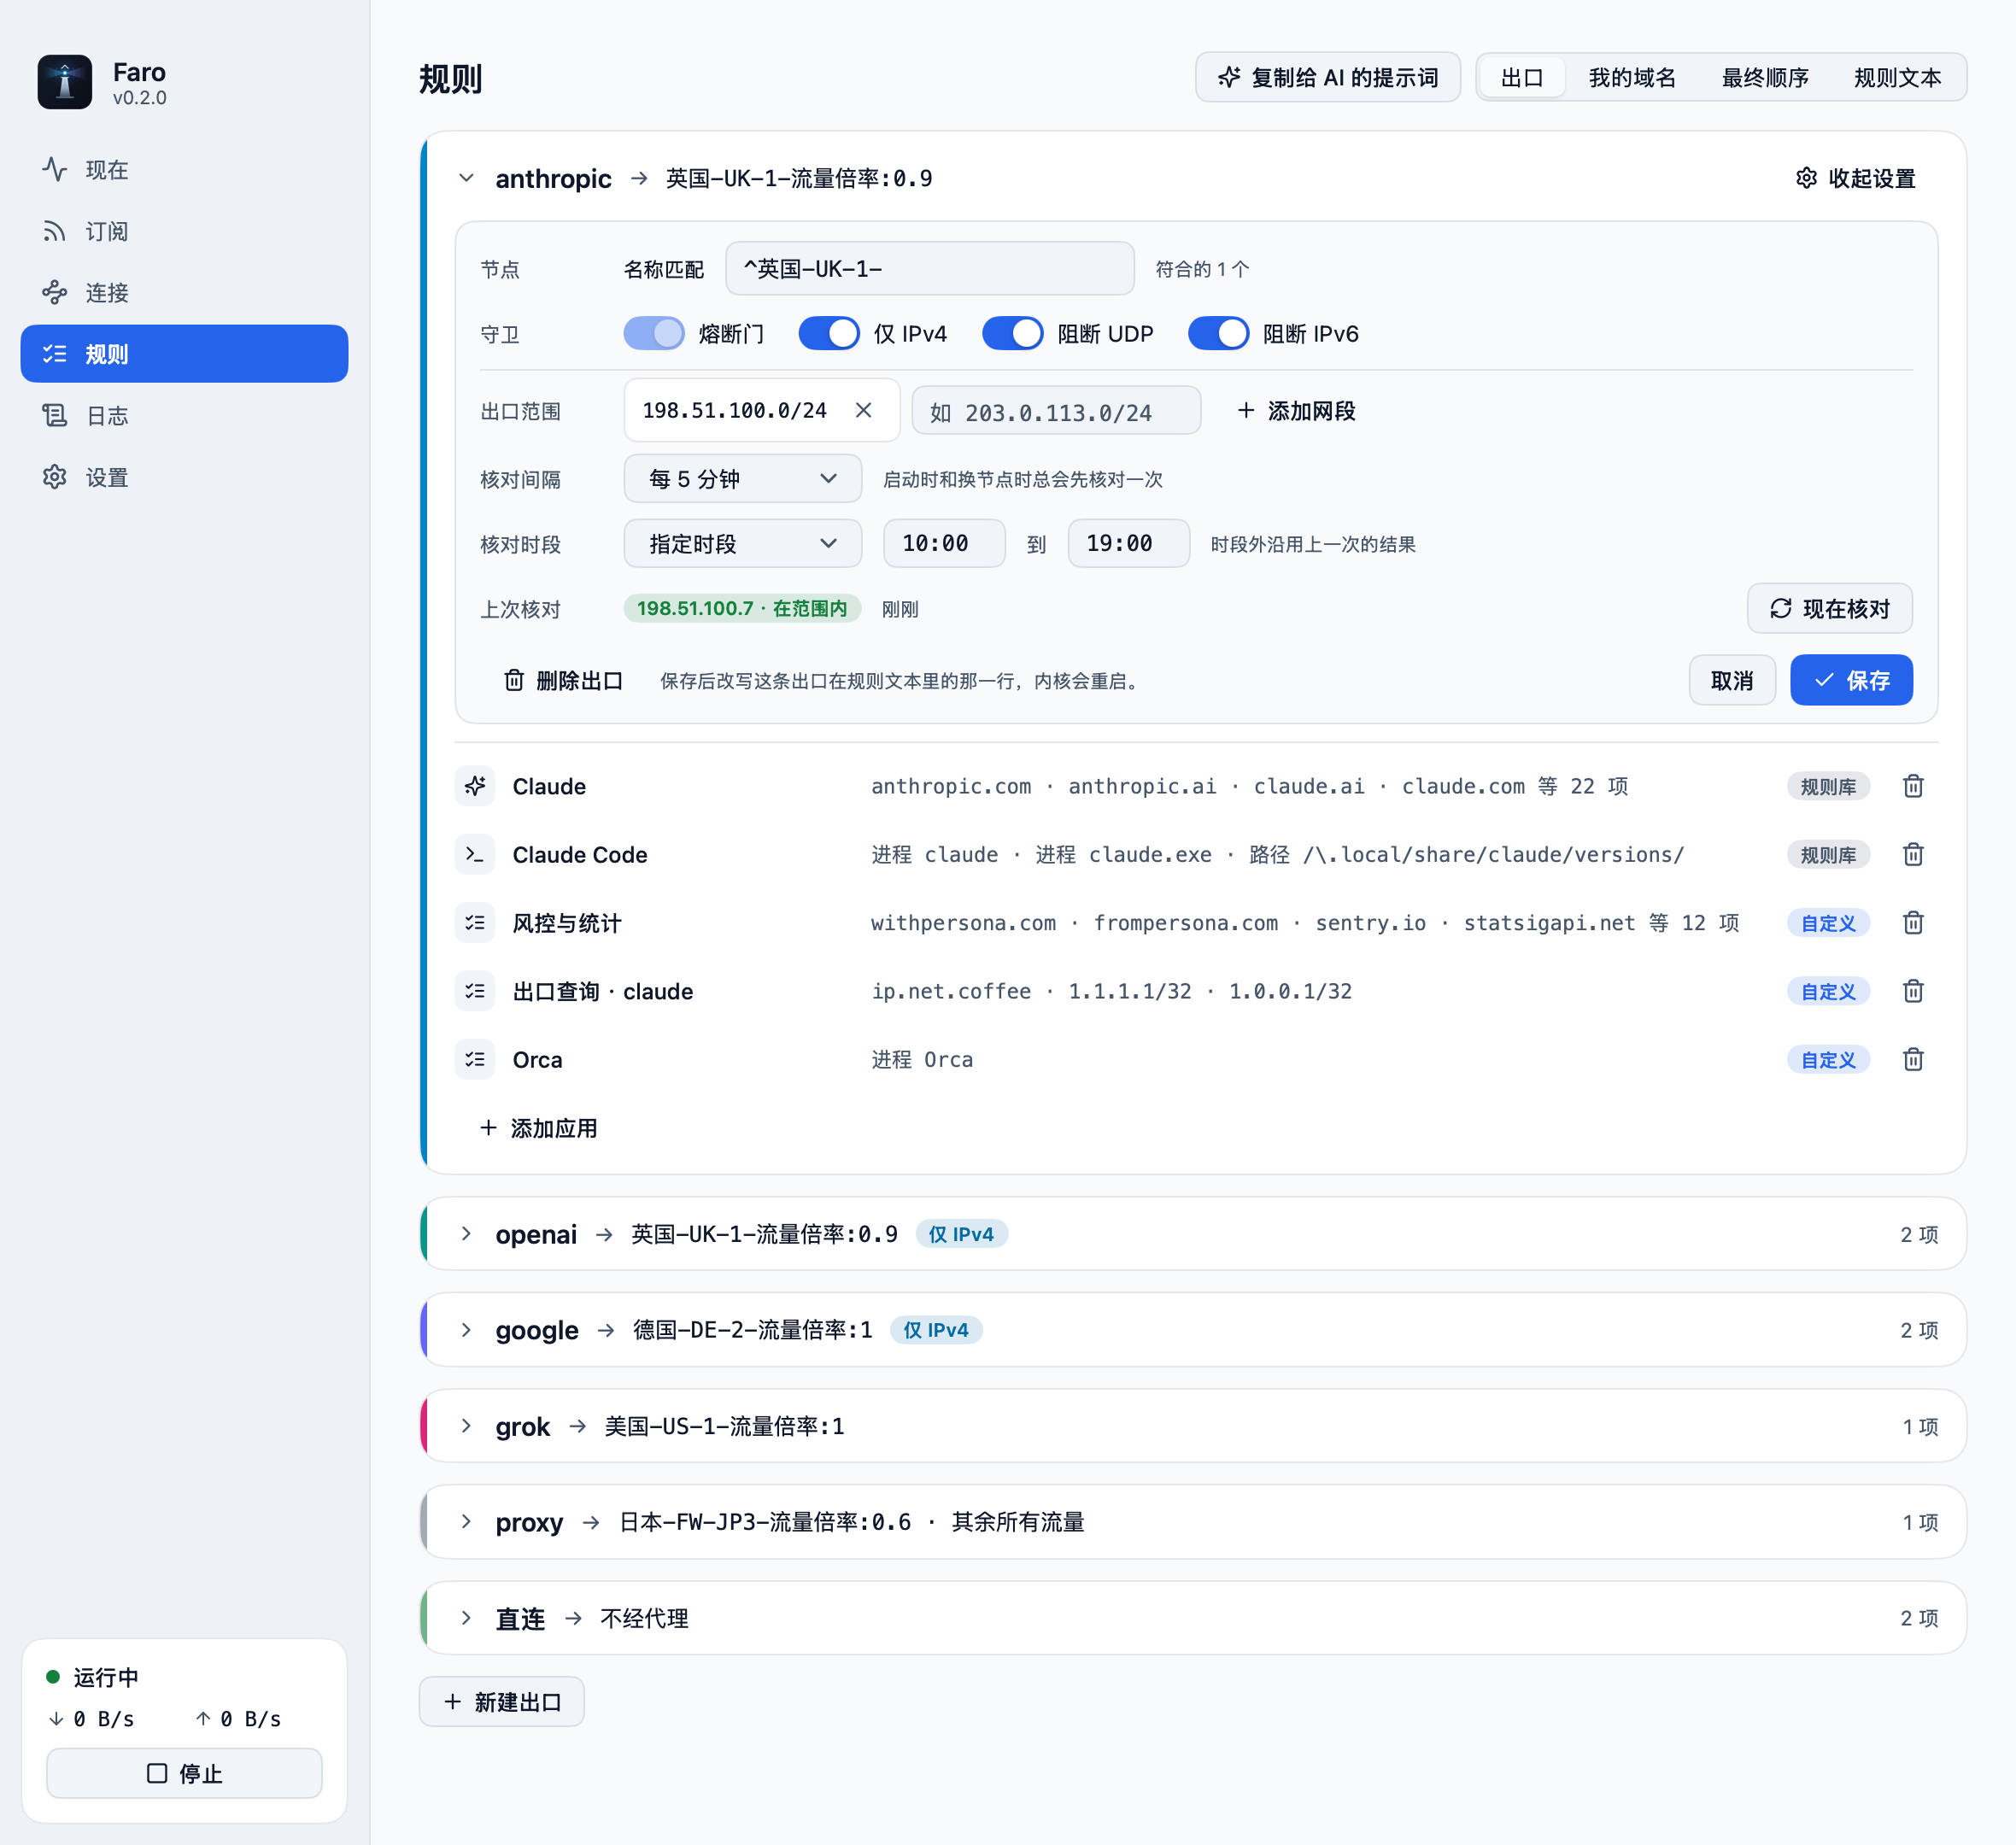 Faro
v0.2.0
现在
订阅
连接
规则
日志
设置
运行中
↓ 0 B/s ↑ 0 B/s
停止
规则
复制给 AI 的提示词
出口 我的域名 最终顺序 规则文本
anthropic → 英国-UK-1-流量倍率:0.9
收起设置
节点 名称匹配 ^英国-UK-1- 符合的 1 个
守卫 熔断门 仅 IPv4 阻断 UDP 阻断 IPv6
出口范围 198.51.100.0/24 × 如 203.0.113.0/24 + 添加网段
核对间隔 每 5 分钟 启动时和换节点时总会先核对一次
核对时段 指定时段 10:00 到 19:00 时段外沿用上一次的结果
上次核对 198.51.100.7 · 在范围内 刚刚 现在核对
删除出口 保存后改写这条出口在规则文本里的那一行，内核会重启。 取消 保存
Claude anthropic.com · anthropic.ai · claude.ai · claude.com 等 22 项 规则库
Claude Code 进程 claude · 进程 claude.exe · 路径 /\.local/share/claude/versions/ 规则库
风控与统计 withpersona.com · frompersona.com · sentry.io · statsigapi.net 等 12 项 自定义
出口查询 · claude ip.net.coffee · 1.1.1.1/32 · 1.0.0.1/32 自定义
Orca 进程 Orca 自定义
+ 添加应用
openai → 英国-UK-1-流量倍率:0.9 仅 IPv4 2 项
google → 德国-DE-2-流量倍率:1 仅 IPv4 2 项
grok → 美国-US-1-流量倍率:1 1 项
proxy → 日本-FW-JP3-流量倍率:0.6 · 其余所有流量 1 项
直连 → 不经代理 2 项
+ 新建出口